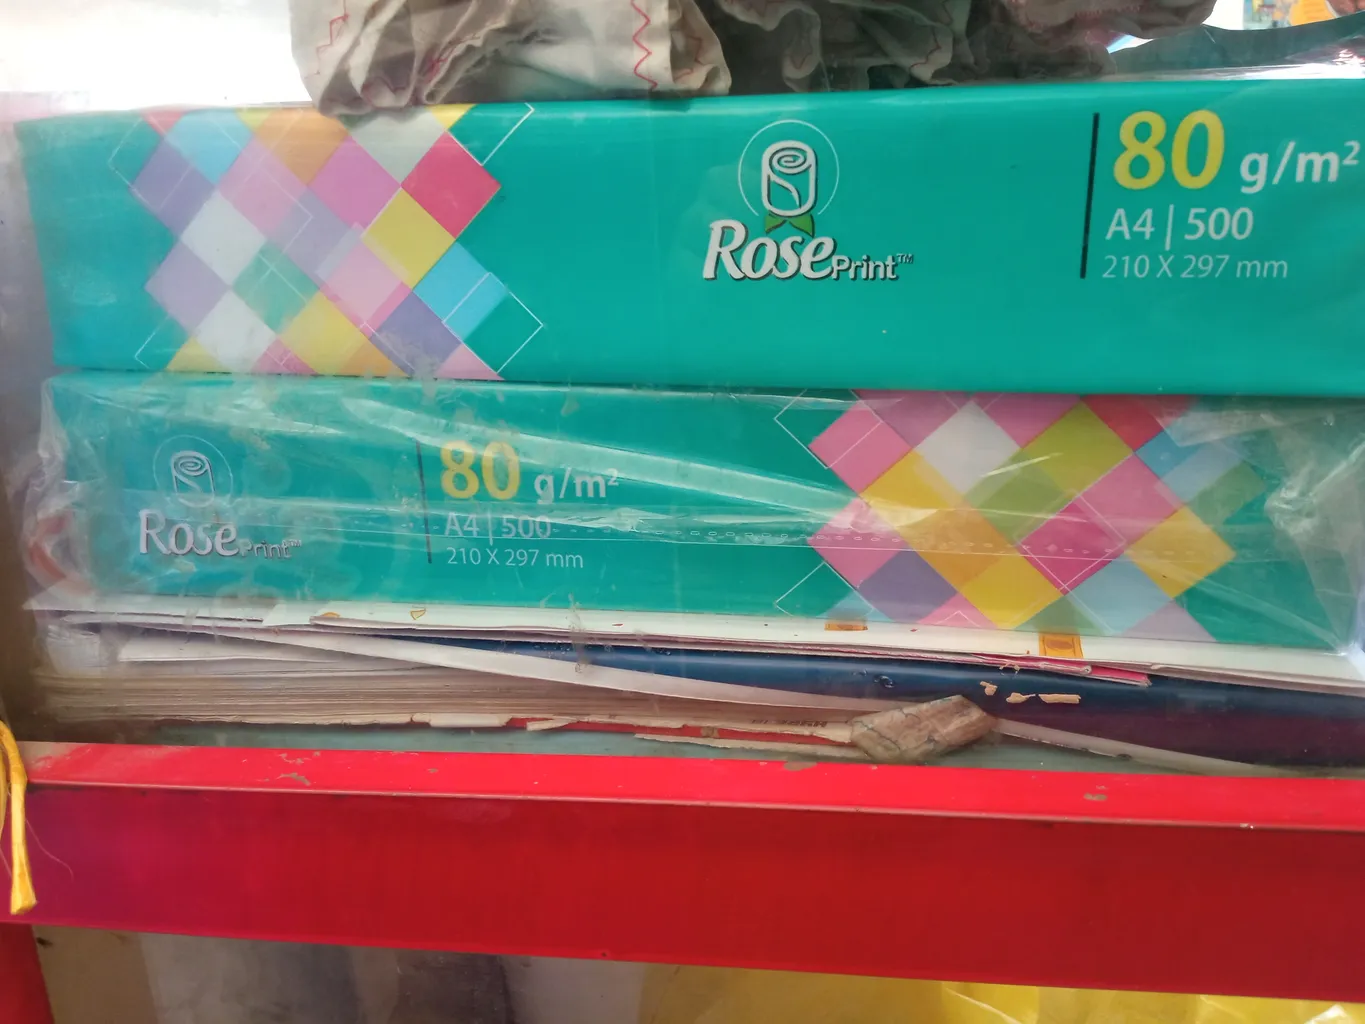 Rose Print™
80 g/m²
A4 | 500
210 X 297 mm
Rose Print™
80 g/m²
A4 | 500
210 X 297 mm